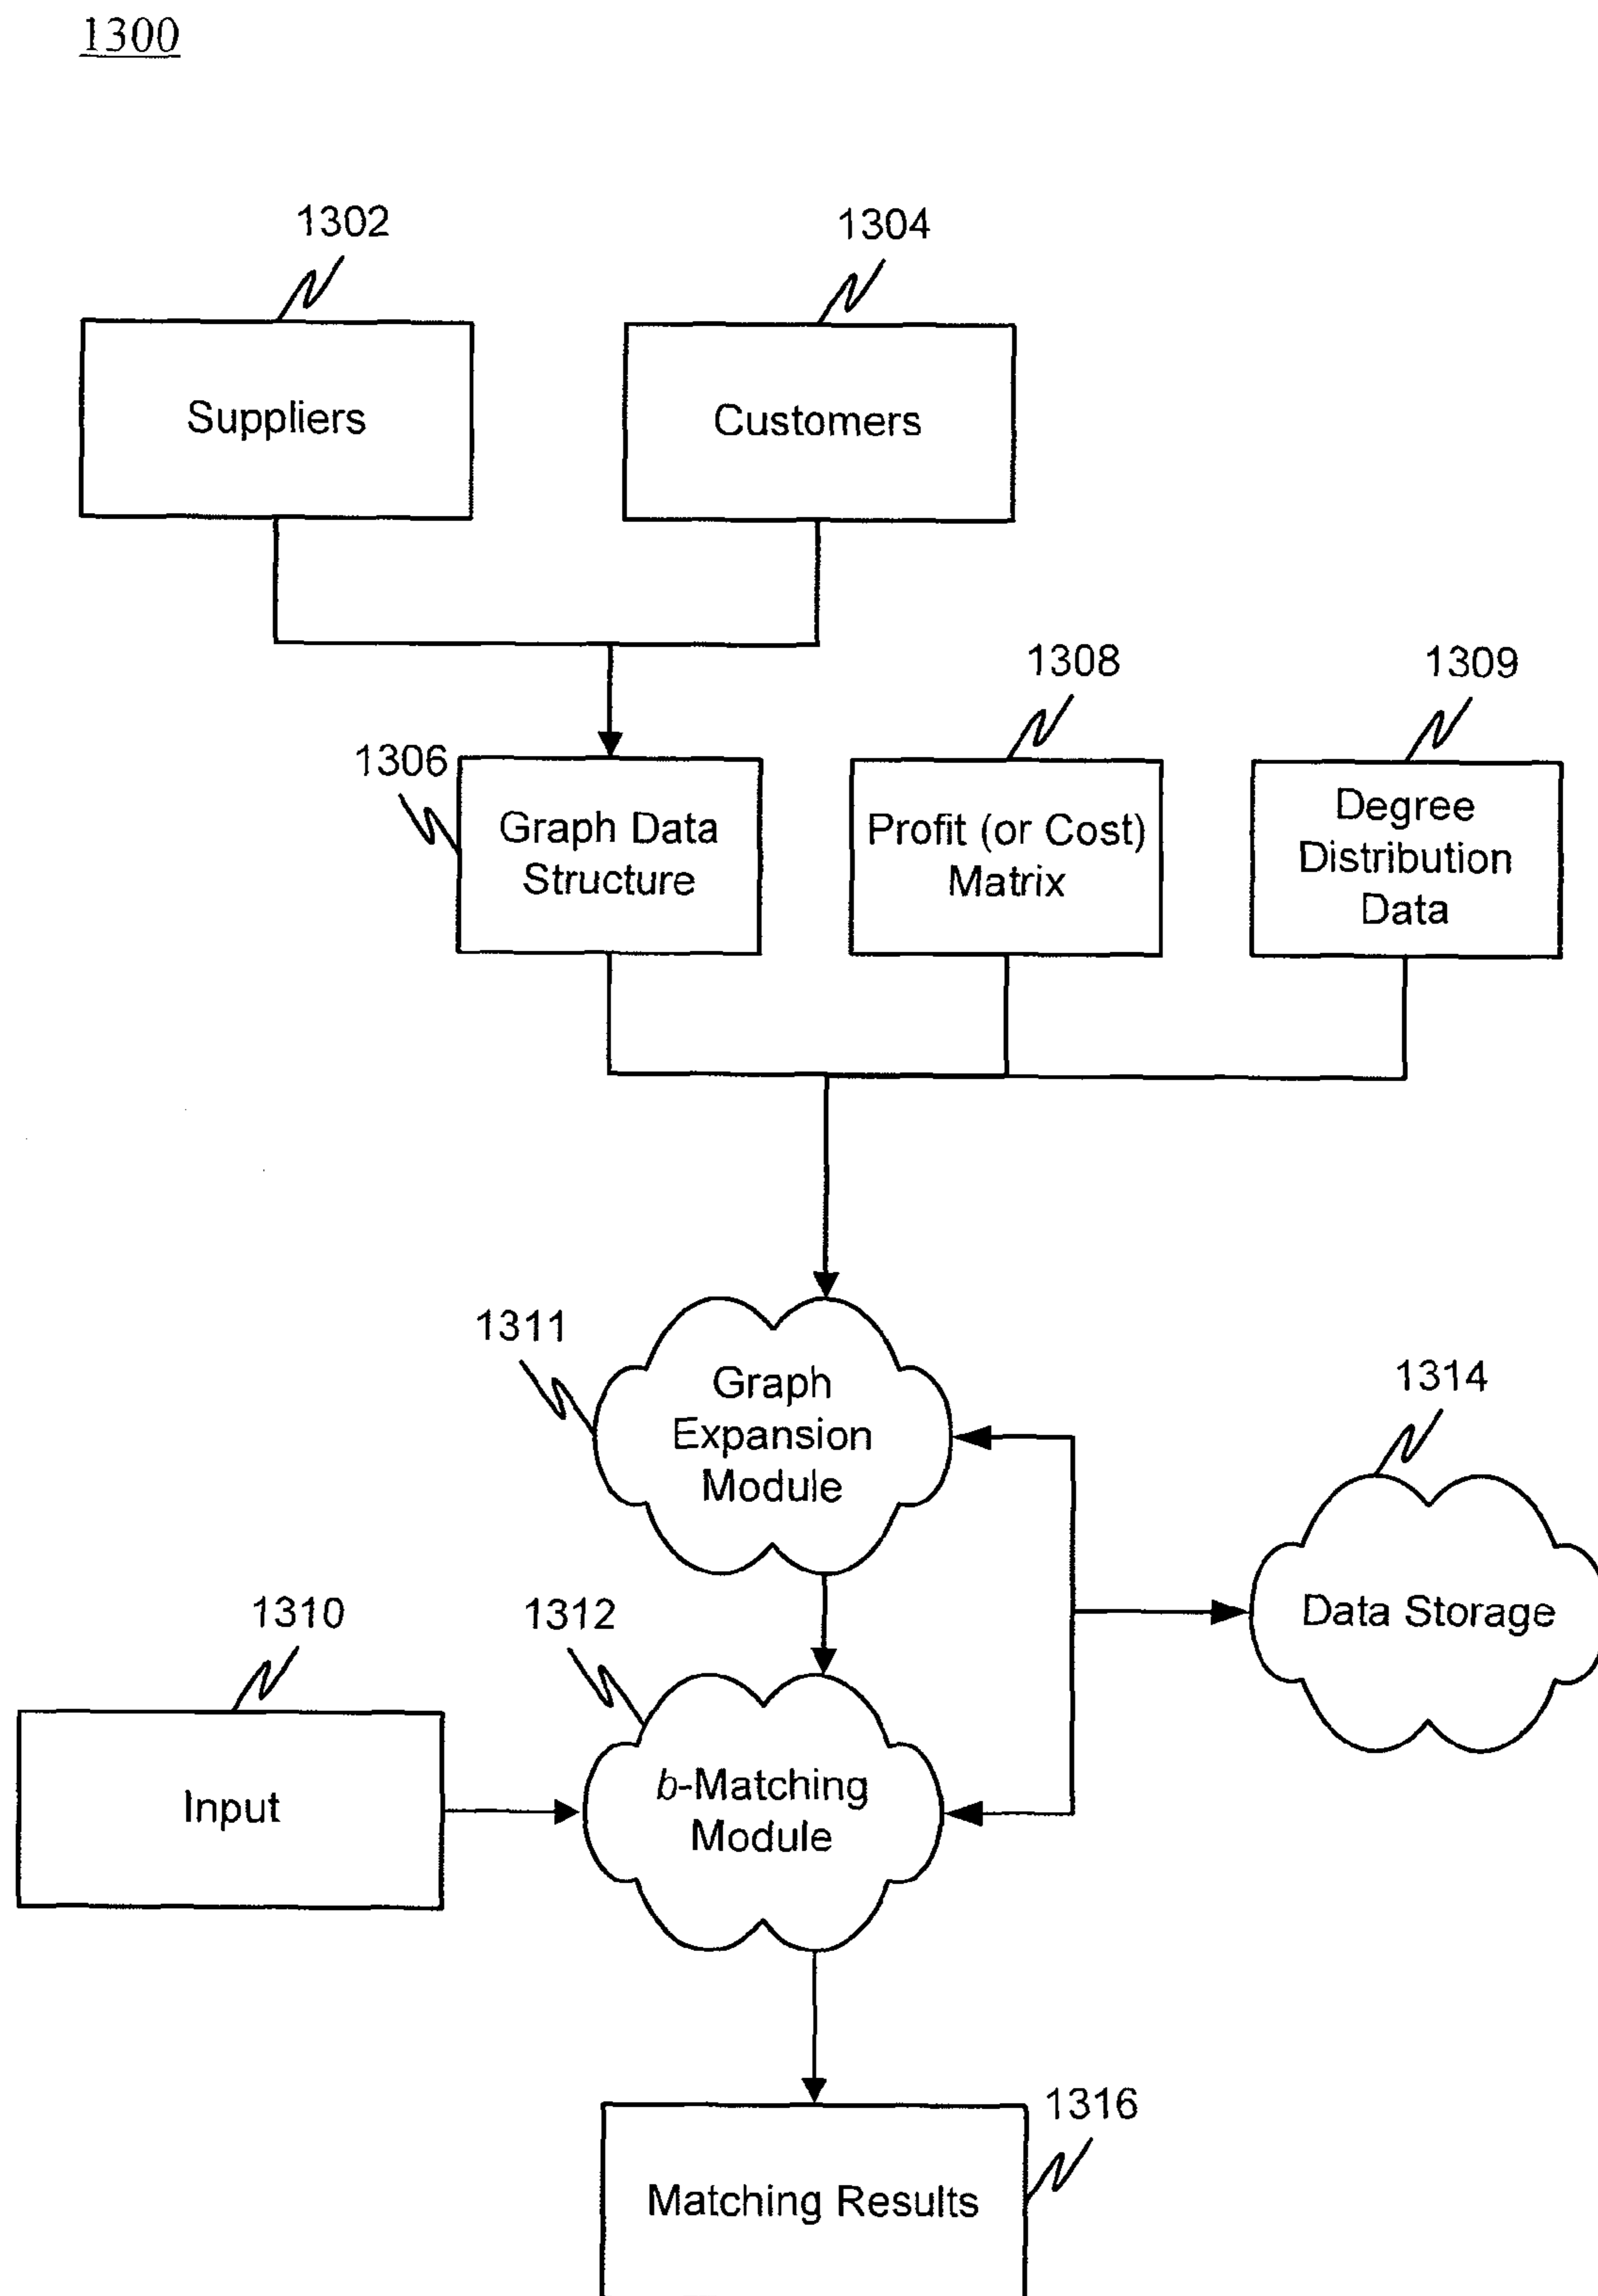 1300
1302
1304
Suppliers
Customers
1308
1309
1306
Graph Data
Structure
Profit (or Cost)
Matrix
Degree
Distribution
Data
1311
Graph
Expansion
Module
1314
Data Storage
1310
1312
Input
b-Matching
Module
1316
Matching Results